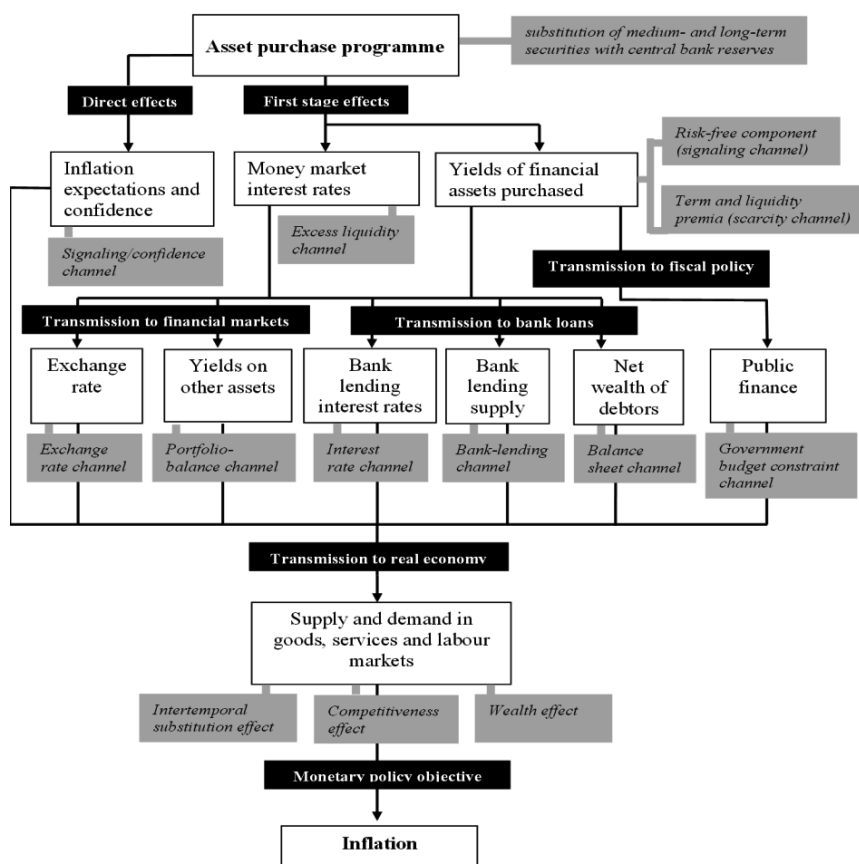 Asset purchase programme
substitution of medium- and long-term
securities with central bank reserves
Direct effects
First stage effects
Inflation
expectations and
confidence
Money market
interest rates
Yields of financial
assets purchased
Risk-free component
(signaling channel)
Term and liquidity
premia (scarcity channel)
Signaling/confidence
channel
Excess liquidity
channel
Transmission to fiscal policy
Transmission to financial markets
Transmission to bank loans
Exchange
rate
Yields on
other assets
Bank
lending
interest rates
Bank
lending
supply
Net
wealth of
debtors
Public
finance
Exchange
rate channel
Portfolio-
balance channel
Interest
rate channel
Bank-lending
channel
Balance
sheet channel
Government
budget constraint
channel
Transmission to real economy
Supply and demand in
goods, services and labour
markets
Intertemporal
substitution effect
Competitiveness
effect
Wealth effect
Monetary policy objective
Inflation